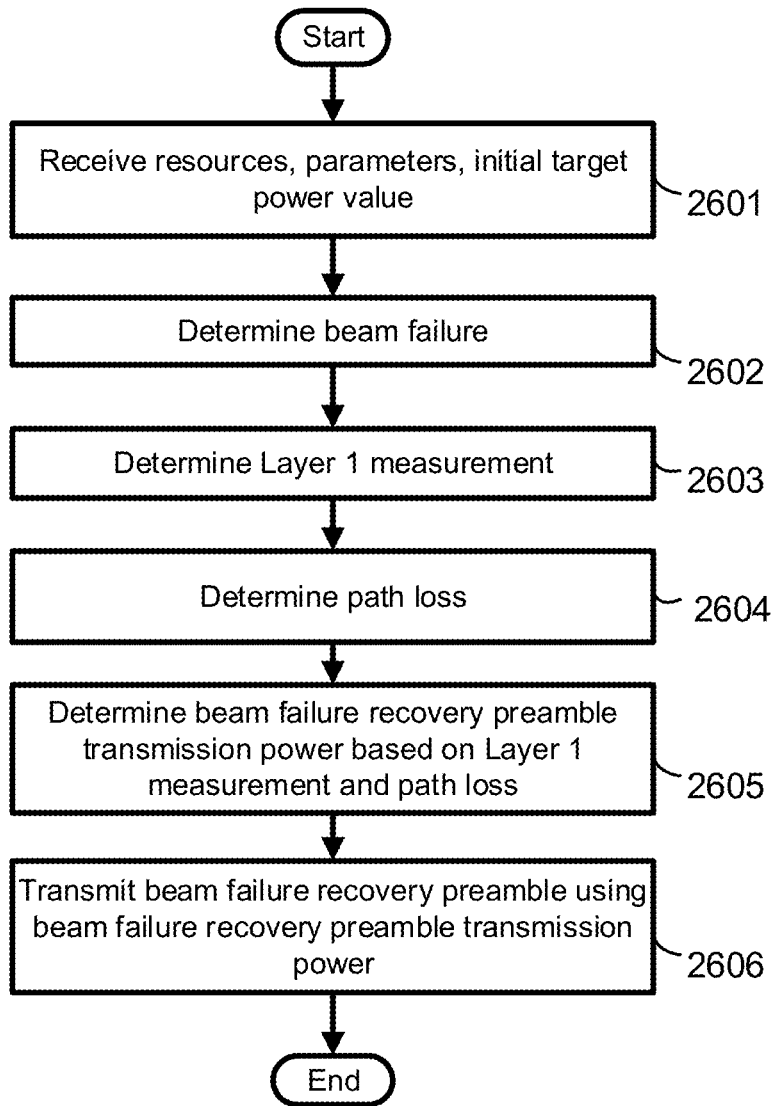 Start
Receive resources, parameters, initial target
power value
2601
Determine beam failure
2602
Determine Layer 1 measurement
2603
Determine path loss
2604
Determine beam failure recovery preamble
transmission power based on Layer 1
measurement and path loss
2605
Transmit beam failure recovery preamble using
beam failure recovery preamble transmission
power
2606
End